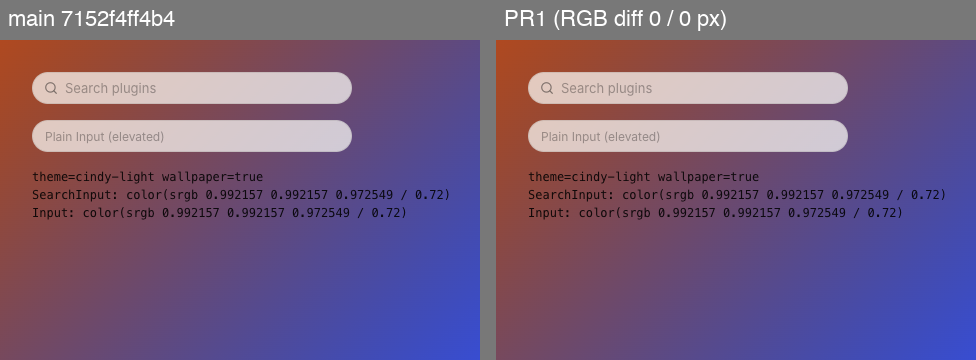 main 7152f4ff4b4
Search plugins
Plain Input (elevated)
theme=cindy-light wallpaper=true
SearchInput: color(srgb 0.992157 0.992157 0.972549 / 0.72)
Input: color(srgb 0.992157 0.992157 0.972549 / 0.72)
PR1 (RGB diff 0 / 0 px)
Search plugins
Plain Input (elevated)
theme=cindy-light wallpaper=true
SearchInput: color(srgb 0.992157 0.992157 0.972549 / 0.72)
Input: color(srgb 0.992157 0.992157 0.972549 / 0.72)